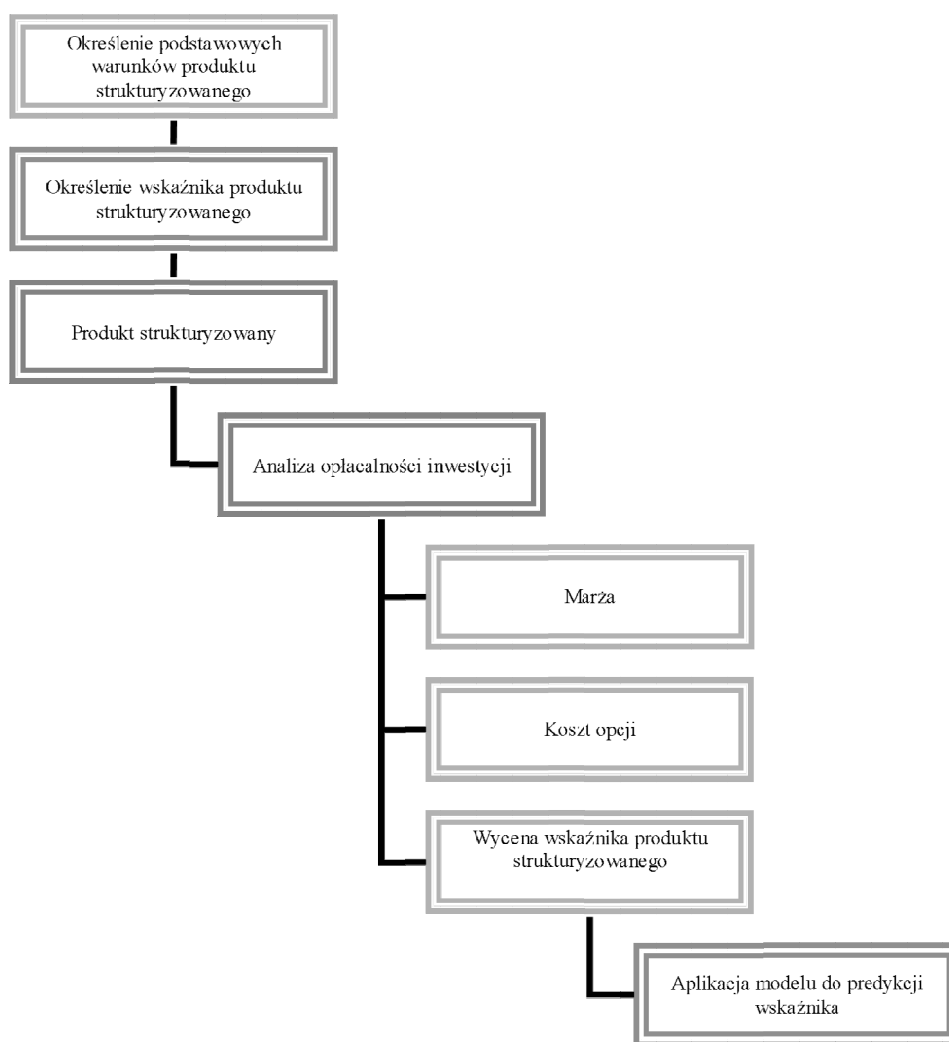 Określenie podstawowych
warunków produktu
strukturyzowanego
Określenie wskaźnika produktu
strukturyzowanego
Produkt strukturyzowany
Analiza opłacalności inwestycji
Marża
Koszt opcji
Wycena wskaźnika produktu
strukturyzowanego
Aplikacja modelu do predykcji
wskaźnika